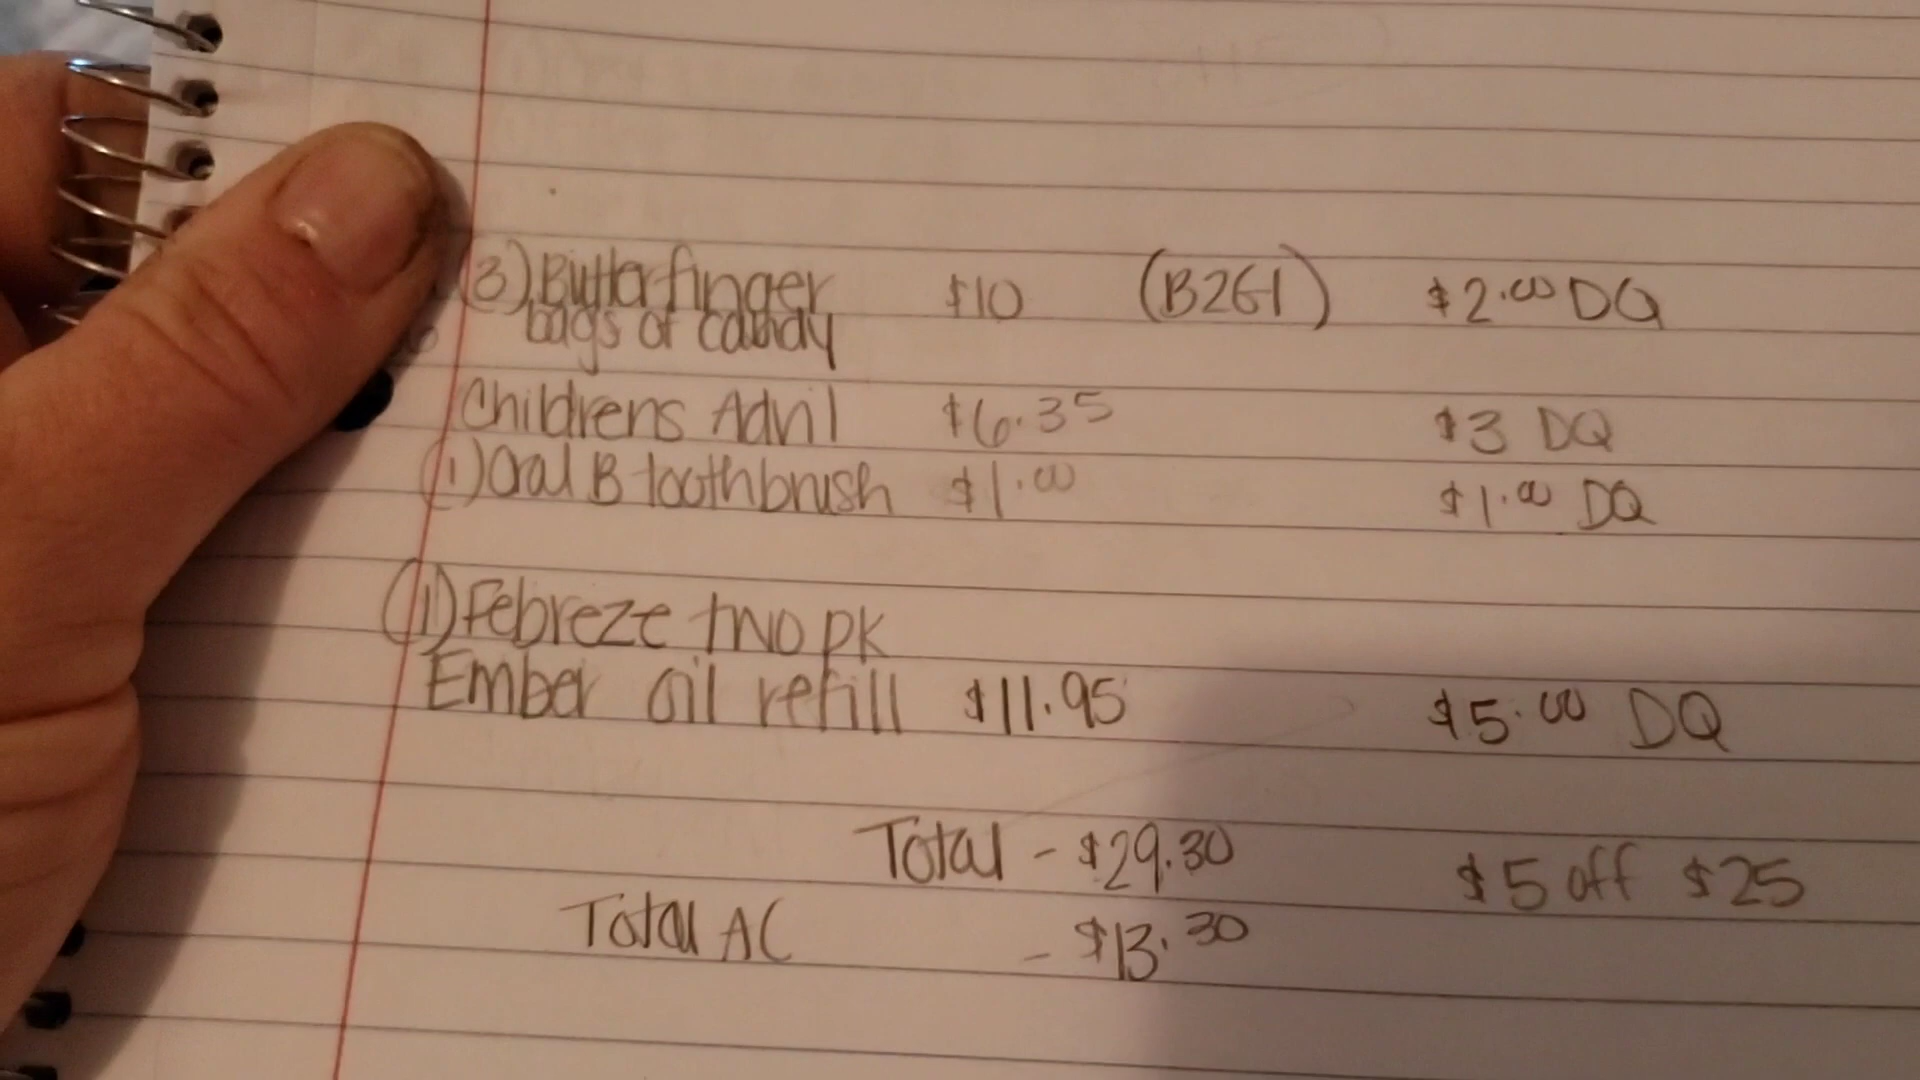 (3) Butterfinger $10 (B2G1) $2.00 DQ
bags of candy
Childrens Advil $6.35 $3 DQ
(1) Oral B toothbrush $1.00 $1.00 DQ
(1) Febreze two pk
Ember oil refill $11.95 $5.00 DQ
Total - $29.30 $5 off $25
Total AC - $13.30